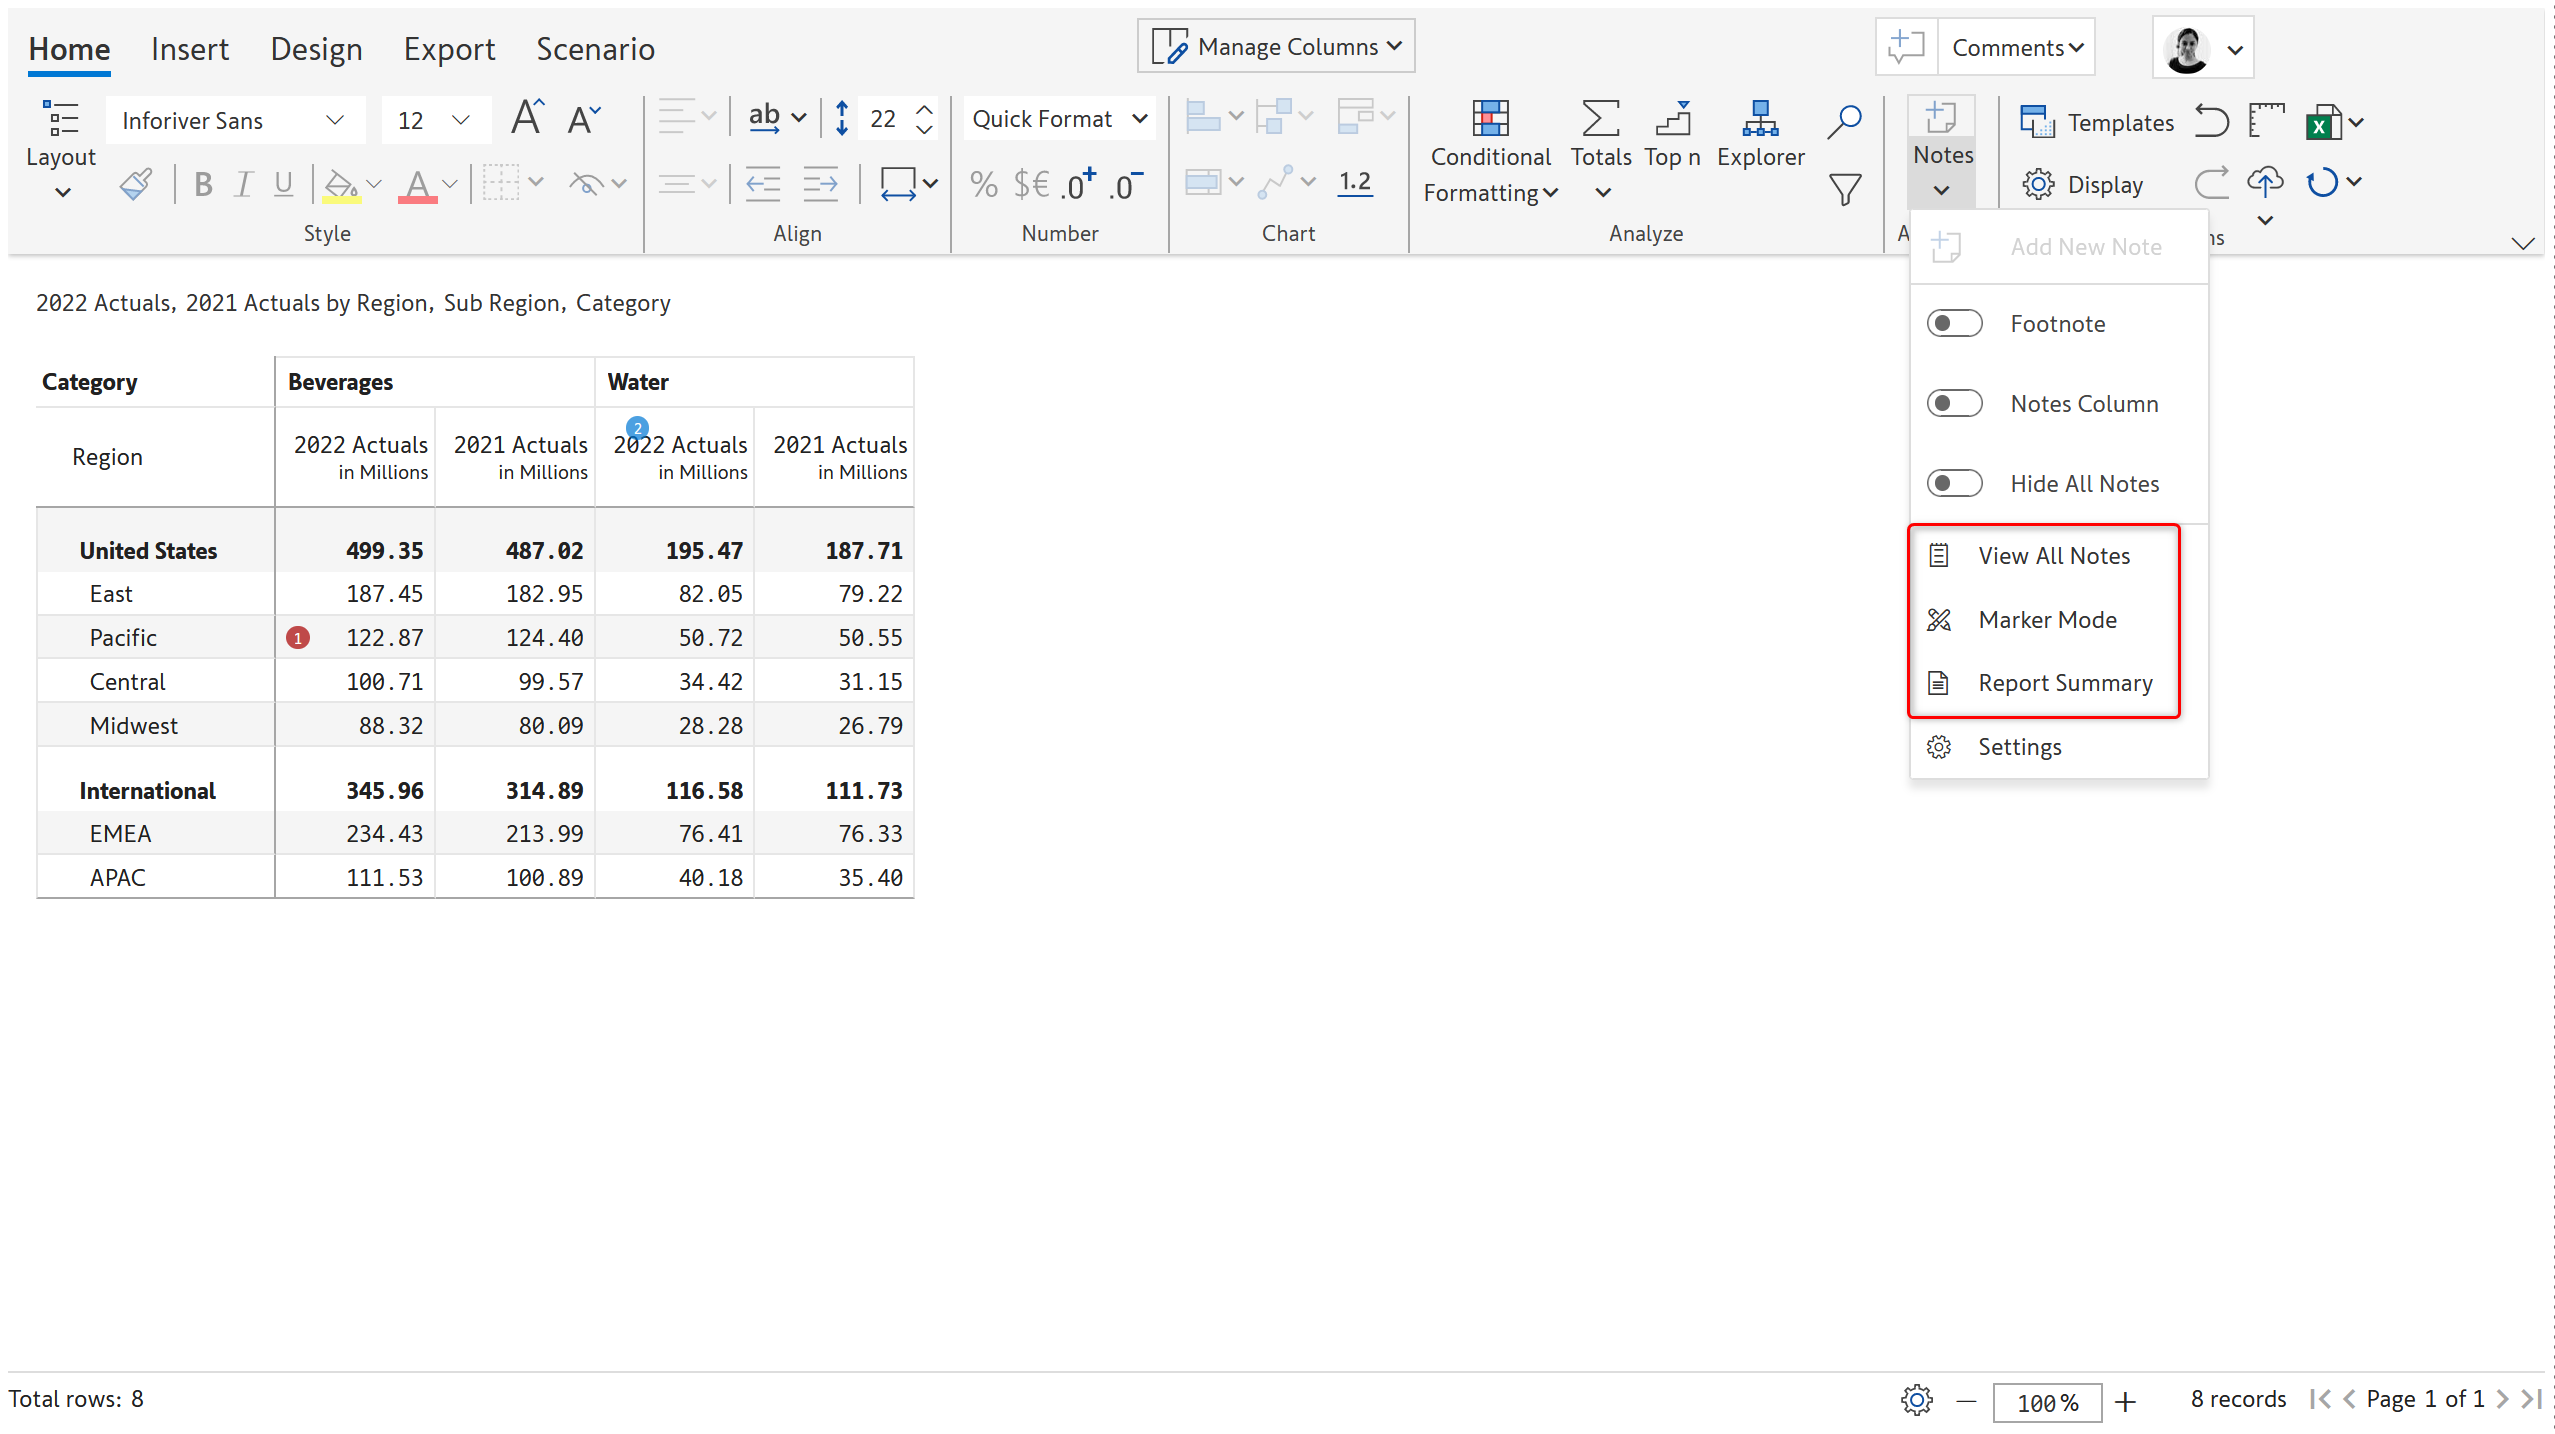 Home Insert Design Export Scenario Manage Columns Comments
Inforiver Sans 12 A A ab 22 Quick Format Templates
Layout Conditional Formatting Totals Top n Explorer Notes
B I U A % $€ .0+ .0− 1.2 Display
Style Align Number Chart Analyze A ns
Add New Note
Footnote
Notes Column
Hide All Notes
View All Notes
Marker Mode
Report Summary
Settings
2022 Actuals, 2021 Actuals by Region, Sub Region, Category
Category Beverages Water
2
Region 2022 Actuals 2021 Actuals 2022 Actuals 2021 Actuals
in Millions in Millions in Millions in Millions
United States 499.35 487.02 195.47 187.71
East 187.45 182.95 82.05 79.22
Pacific 1 122.87 124.40 50.72 50.55
Central 100.71 99.57 34.42 31.15
Midwest 88.32 80.09 28.28 26.79
International 345.96 314.89 116.58 111.73
EMEA 234.43 213.99 76.41 76.33
APAC 111.53 100.89 40.18 35.40
Total rows: 8 100 % 8 records Page 1 of 1